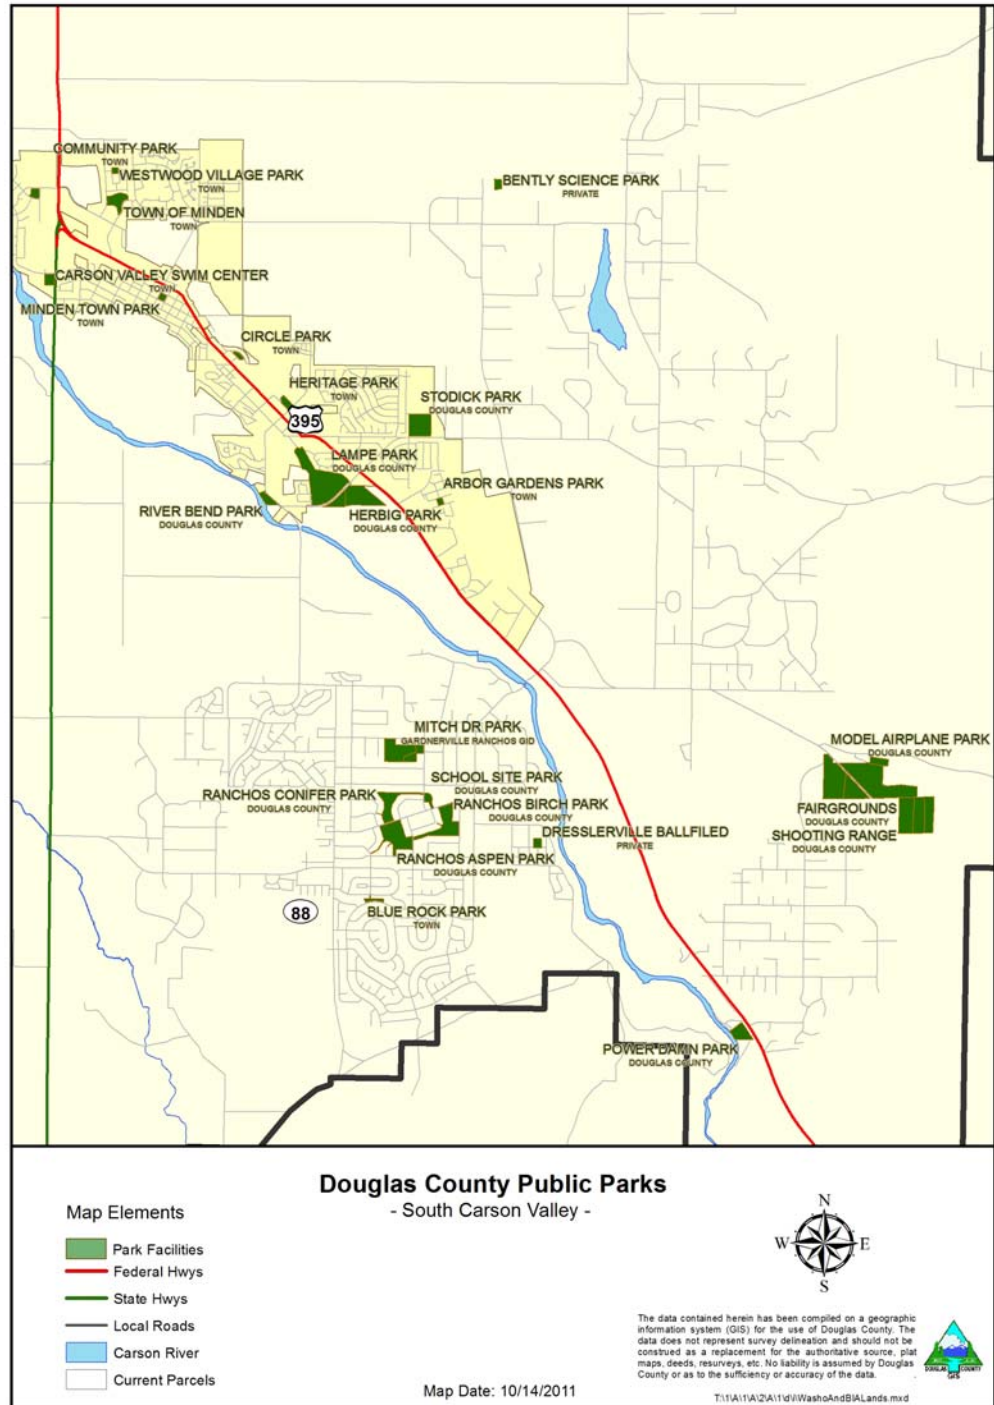 COMMUNITY PARK
TOWN
WESTWOOD VILLAGE PARK
TOWN
BENTLY SCIENCE PARK
PRIVATE
TOWN OF MINDEN
TOWN
CARSON VALLEY SWIM CENTER
TOWN
MINDEN TOWN PARK
TOWN
CIRCLE PARK
TOWN
HERITAGE PARK
TOWN
STODICK PARK
DOUGLAS COUNTY
395
LAMPE PARK
DOUGLAS COUNTY
ARBOR GARDENS PARK
TOWN
RIVER BEND PARK
DOUGLAS COUNTY
HERBIG PARK
DOUGLAS COUNTY
MITCH DR PARK
GARDNERVILLE RANCHOS GID
MODEL AIRPLANE PARK
DOUGLAS COUNTY
SCHOOL SITE PARK
DOUGLAS COUNTY
RANCHOS CONIFER PARK
DOUGLAS COUNTY
RANCHOS BIRCH PARK
DOUGLAS COUNTY
FAIRGROUNDS
DOUGLAS COUNTY
DRESSLERVILLE BALLFILED
PRIVATE
SHOOTING RANGE
DOUGLAS COUNTY
RANCHOS ASPEN PARK
DOUGLAS COUNTY
88
BLUE ROCK PARK
TOWN
POWER DAMN PARK
DOUGLAS COUNTY
Douglas County Public Parks
- South Carson Valley -
Map Elements
Park Facilities
Federal Hwys
State Hwys
Local Roads
Carson River
Current Parcels
N
W E
S
The data contained herein has been compiled on a geographic
information system (GIS) for the use of Douglas County. The
data does not represent survey delineation and should not be
construed as a replacement for the authoritative source, plat
maps, deeds, resurveys, etc. No liability is assumed by Douglas
County or as to the sufficiency or accuracy of the data.
DOUGLAS COUNTY
GIS
Map Date: 10/14/2011